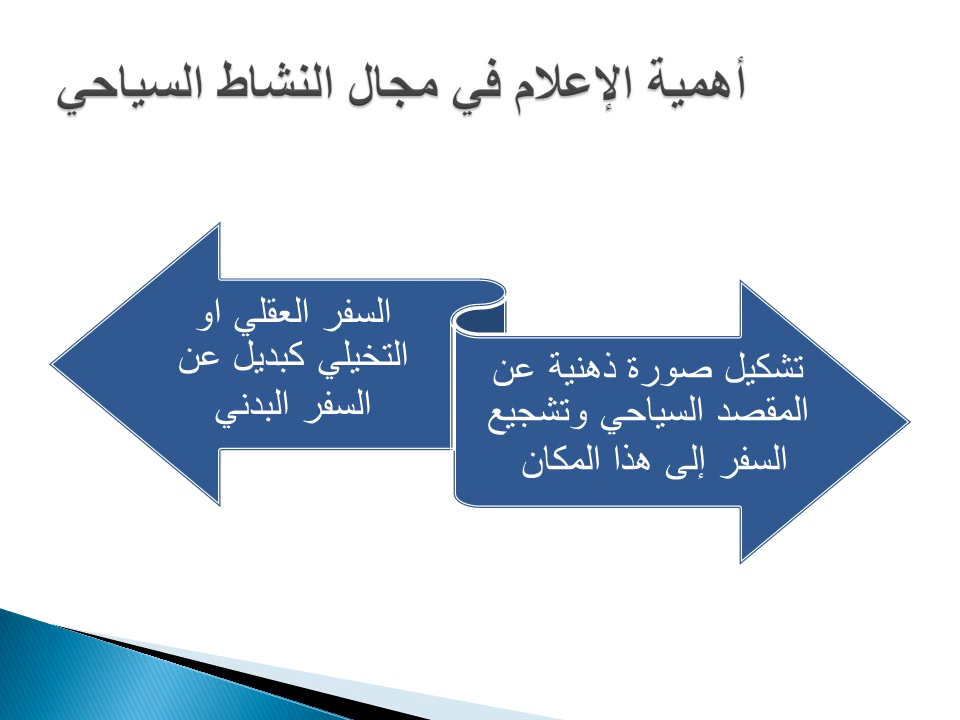 أهمية الإعلام في مجال النشاط السياحي
تشكيل صورة ذهنية عن
المقصد السياحي وتشجيع
السفر إلى هذا المكان
السفر العقلي او
التخيلي كبديل عن
السفر البدني